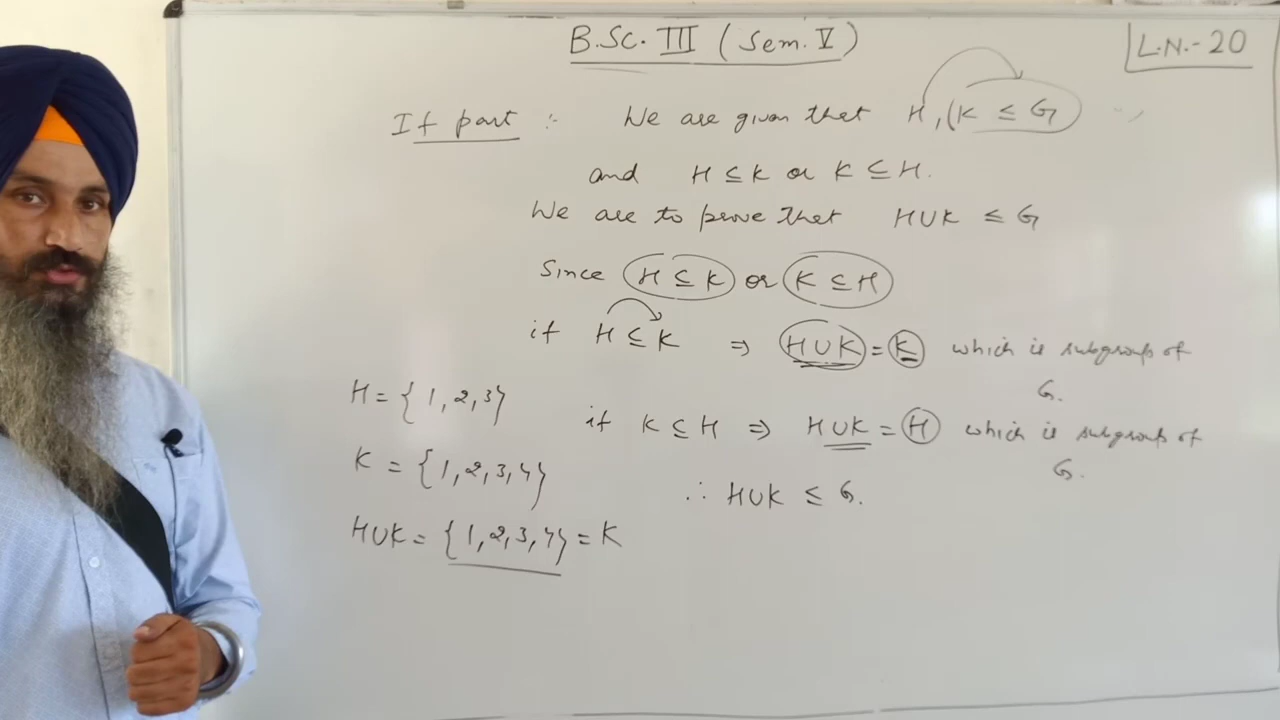 B.Sc. III (Sem. V)
L.N.-20
If part :- We are given that H, (K ≤ G)
and H ⊆ K or K ⊆ H.
We are to prove that H∪K ≤ G
Since H ⊆ K or K ⊆ H
if H ⊆ K ⇒ H∪K = K which is subgroup of
G.
H = {1,2,3}
if K ⊆ H ⇒ H∪K = H which is subgroup of
G.
K = {1,2,3,4}
∴ H∪K ≤ G.
H∪K = {1,2,3,4} = K